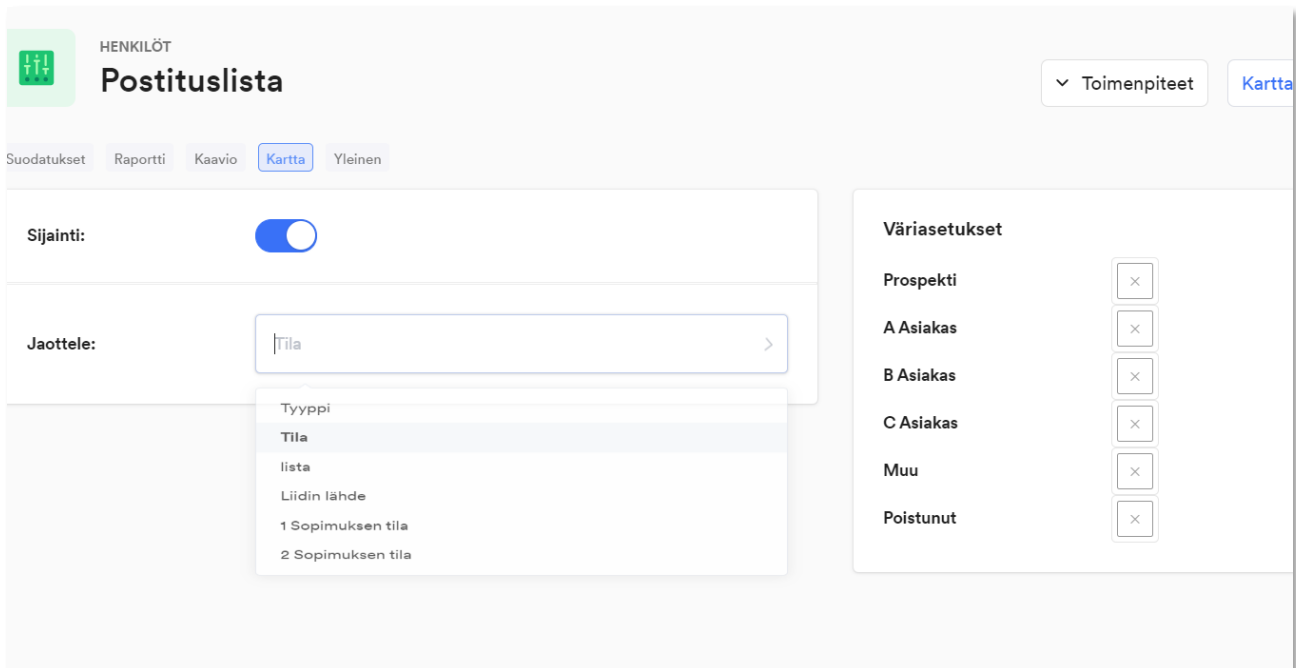 HENKILÖT
Postituslista
Toimenpiteet
Kartta
Suodatukset
Raportti
Kaavio
Kartta
Yleinen
Sijainti:
Jaottele:
Tila
Tyyppi
Tila
lista
Liidin lähde
1 Sopimuksen tila
2 Sopimuksen tila
Väriasetukset
Prospekti
A Asiakas
B Asiakas
C Asiakas
Muu
Poistunut